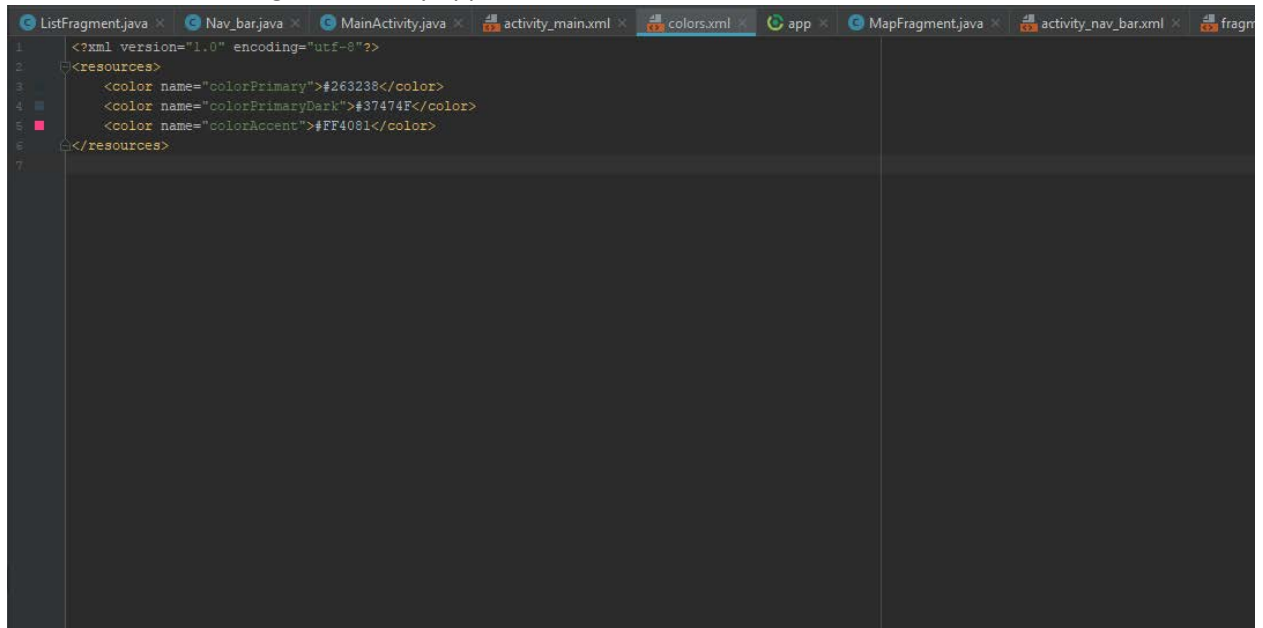 ListFragment.java Nav_bar.java MainActivity.java activity_main.xml colors.xml app MapFragment.java activity_nav_bar.xml fragm
1 <?xml version="1.0" encoding="utf-8"?>
2 <resources>
3 <color name="colorPrimary">#263238</color>
4 <color name="colorPrimaryDark">#37474F</color>
5 <color name="colorAccent">#FF4081</color>
6 </resources>
7